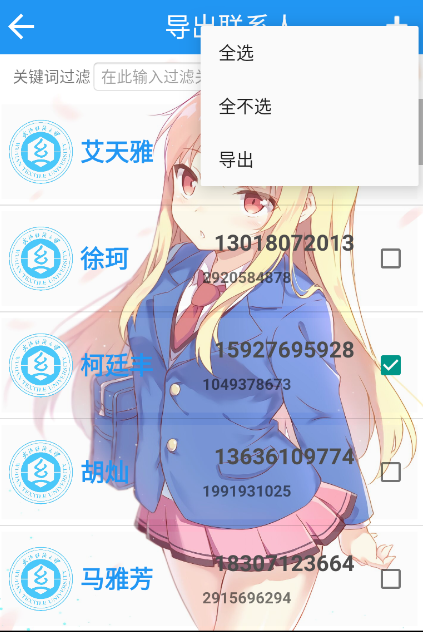 导出联系人
全选
全不选
导出
关键词过滤 在此输入过滤
艾天雅
徐珂 13018072013
2920584878
柯廷丰 15927695928
1049378673
胡灿 13636109774
1991931025
马雅芳 18307123664
2915696294